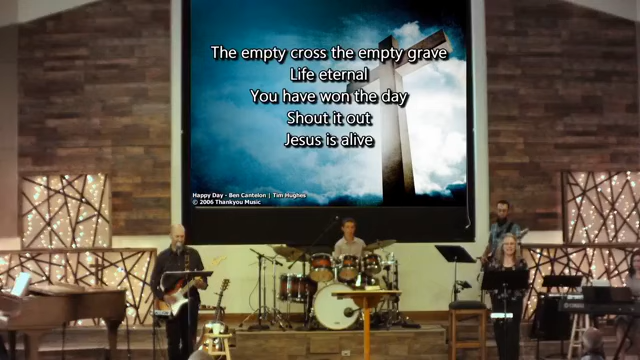 The empty cross the empty grave
Life eternal
You have won the day
Shout it out
Jesus is alive
Happy Day - Ben Cantelon | Tim Hughes
© 2006 Thankyou Music